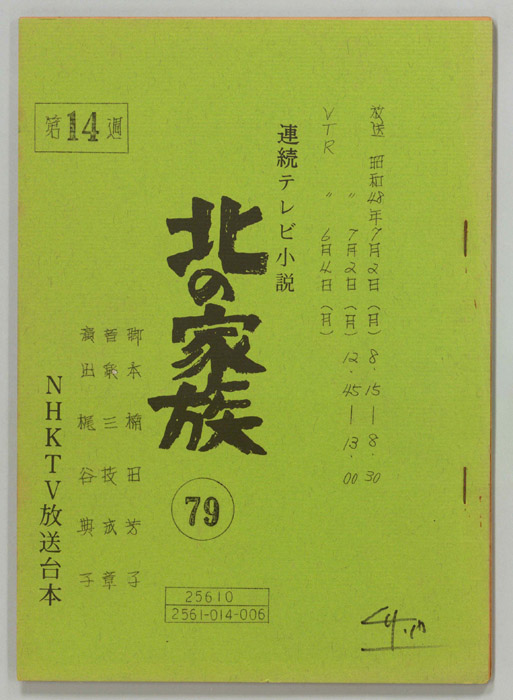 放送 昭和48年7月2日(月) 8.15－8.30
〃 7月2日(月) 12.45－13.00
VTR 〃 6月4日(月)
連続テレビ小説
北の家族
79
第14週
脚本 楠田芳子
音楽 三枝成章
演出 梶谷典子
NHKTV放送台本
25610
2561-014-006